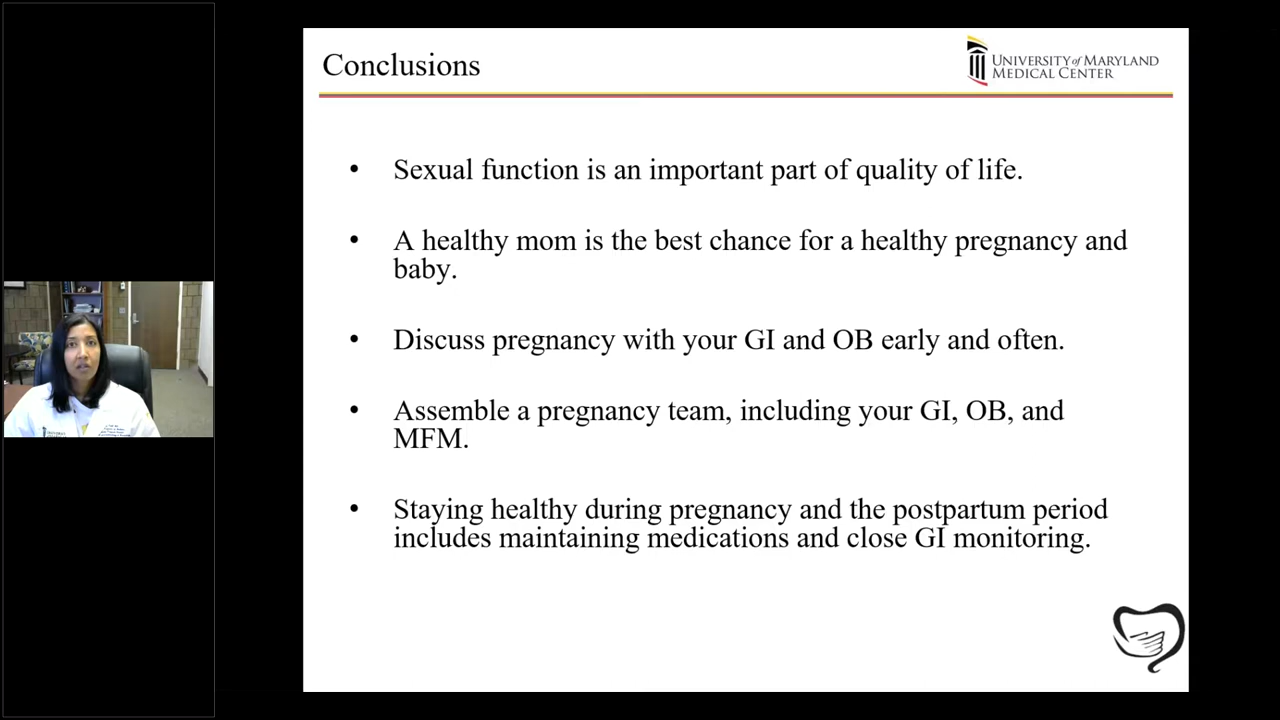 Conclusions
UNIVERSITY of MARYLAND
MEDICAL CENTER
• Sexual function is an important part of quality of life.
• A healthy mom is the best chance for a healthy pregnancy and
baby.
• Discuss pregnancy with your GI and OB early and often.
• Assemble a pregnancy team, including your GI, OB, and
MFM.
• Staying healthy during pregnancy and the postpartum period
includes maintaining medications and close GI monitoring.